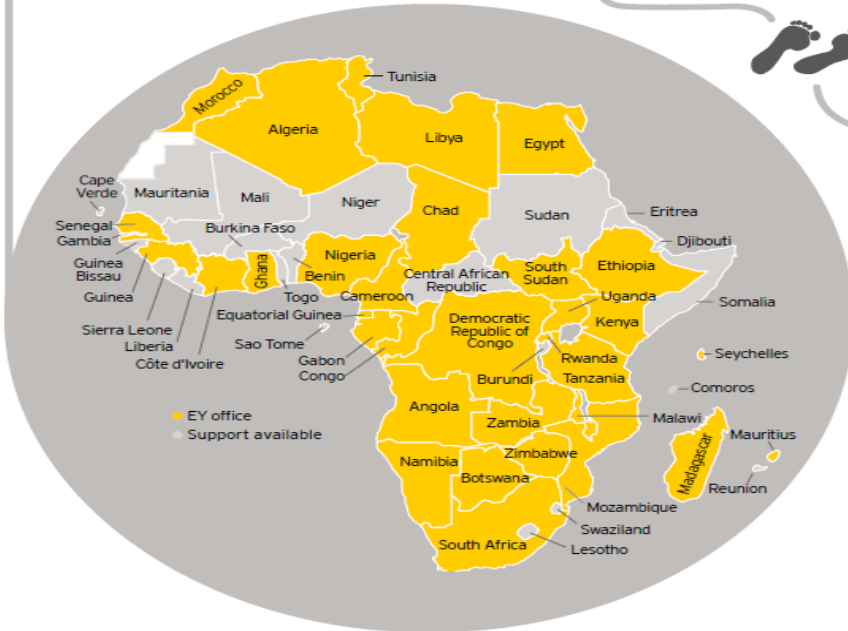 Tunisia
Morocco
Algeria
Libya
Egypt
Cape
Verde
Mauritania
Mali
Niger
Chad
Sudan
Eritrea
Senegal
Gambia
Burkina Faso
Djibouti
Guinea
Bissau
Nigeria
Benin
Ghana
Central African
Republic
South
Sudan
Ethiopia
Guinea
Togo
Cameroon
Uganda
Somalia
Equatorial Guinea
Democratic
Republic of
Congo
Kenya
Sierra Leone
Liberia
Côte d'Ivoire
Sao Tome
Gabon
Congo
Rwanda
Burundi
Tanzania
Seychelles
Comoros
EY office
Support available
Angola
Zambia
Malawi
Mauritius
Madagascar
Zimbabwe
Namibia
Botswana
Reunion
Mozambique
Swaziland
South Africa
Lesotho